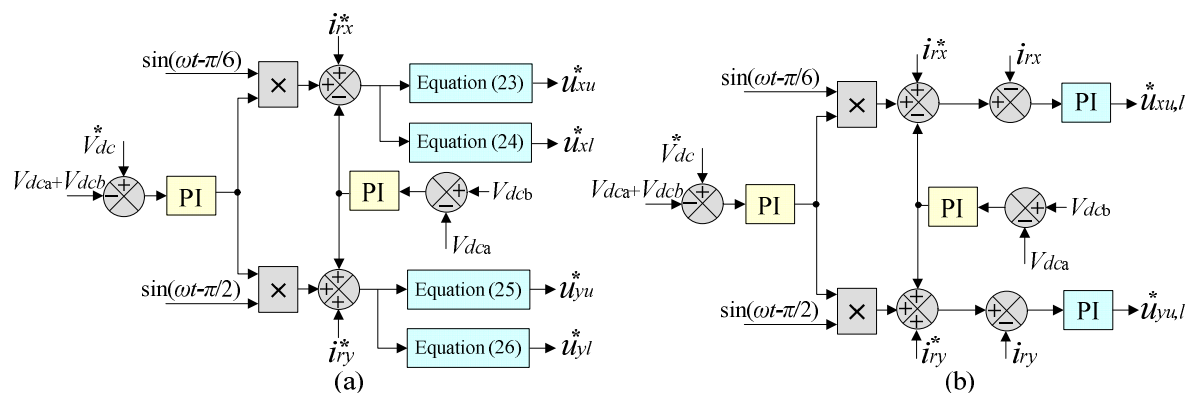 i*rx
sin(ωt-π/6)
×
+
+
−
Equation (23)
u*xu
Equation (24)
u*xl
V*dc
Vdca+Vdcb
+
−
PI
PI
−
+
Vdcb
Vdca
sin(ωt-π/2)
×
+
+
+
Equation (25)
u*yu
Equation (26)
u*yl
i*ry
(a)
i*rx
irx
sin(ωt-π/6)
×
+
+
−
−
+
PI
u*xu,l
V*dc
Vdca+Vdcb
+
−
PI
PI
−
+
Vdcb
Vdca
sin(ωt-π/2)
×
+
+
+
+
−
PI
u*yu,l
i*ry
iry
(b)